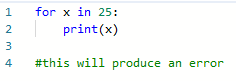 1 for x in 25:
2     print(x)
3
4 #this will produce an error